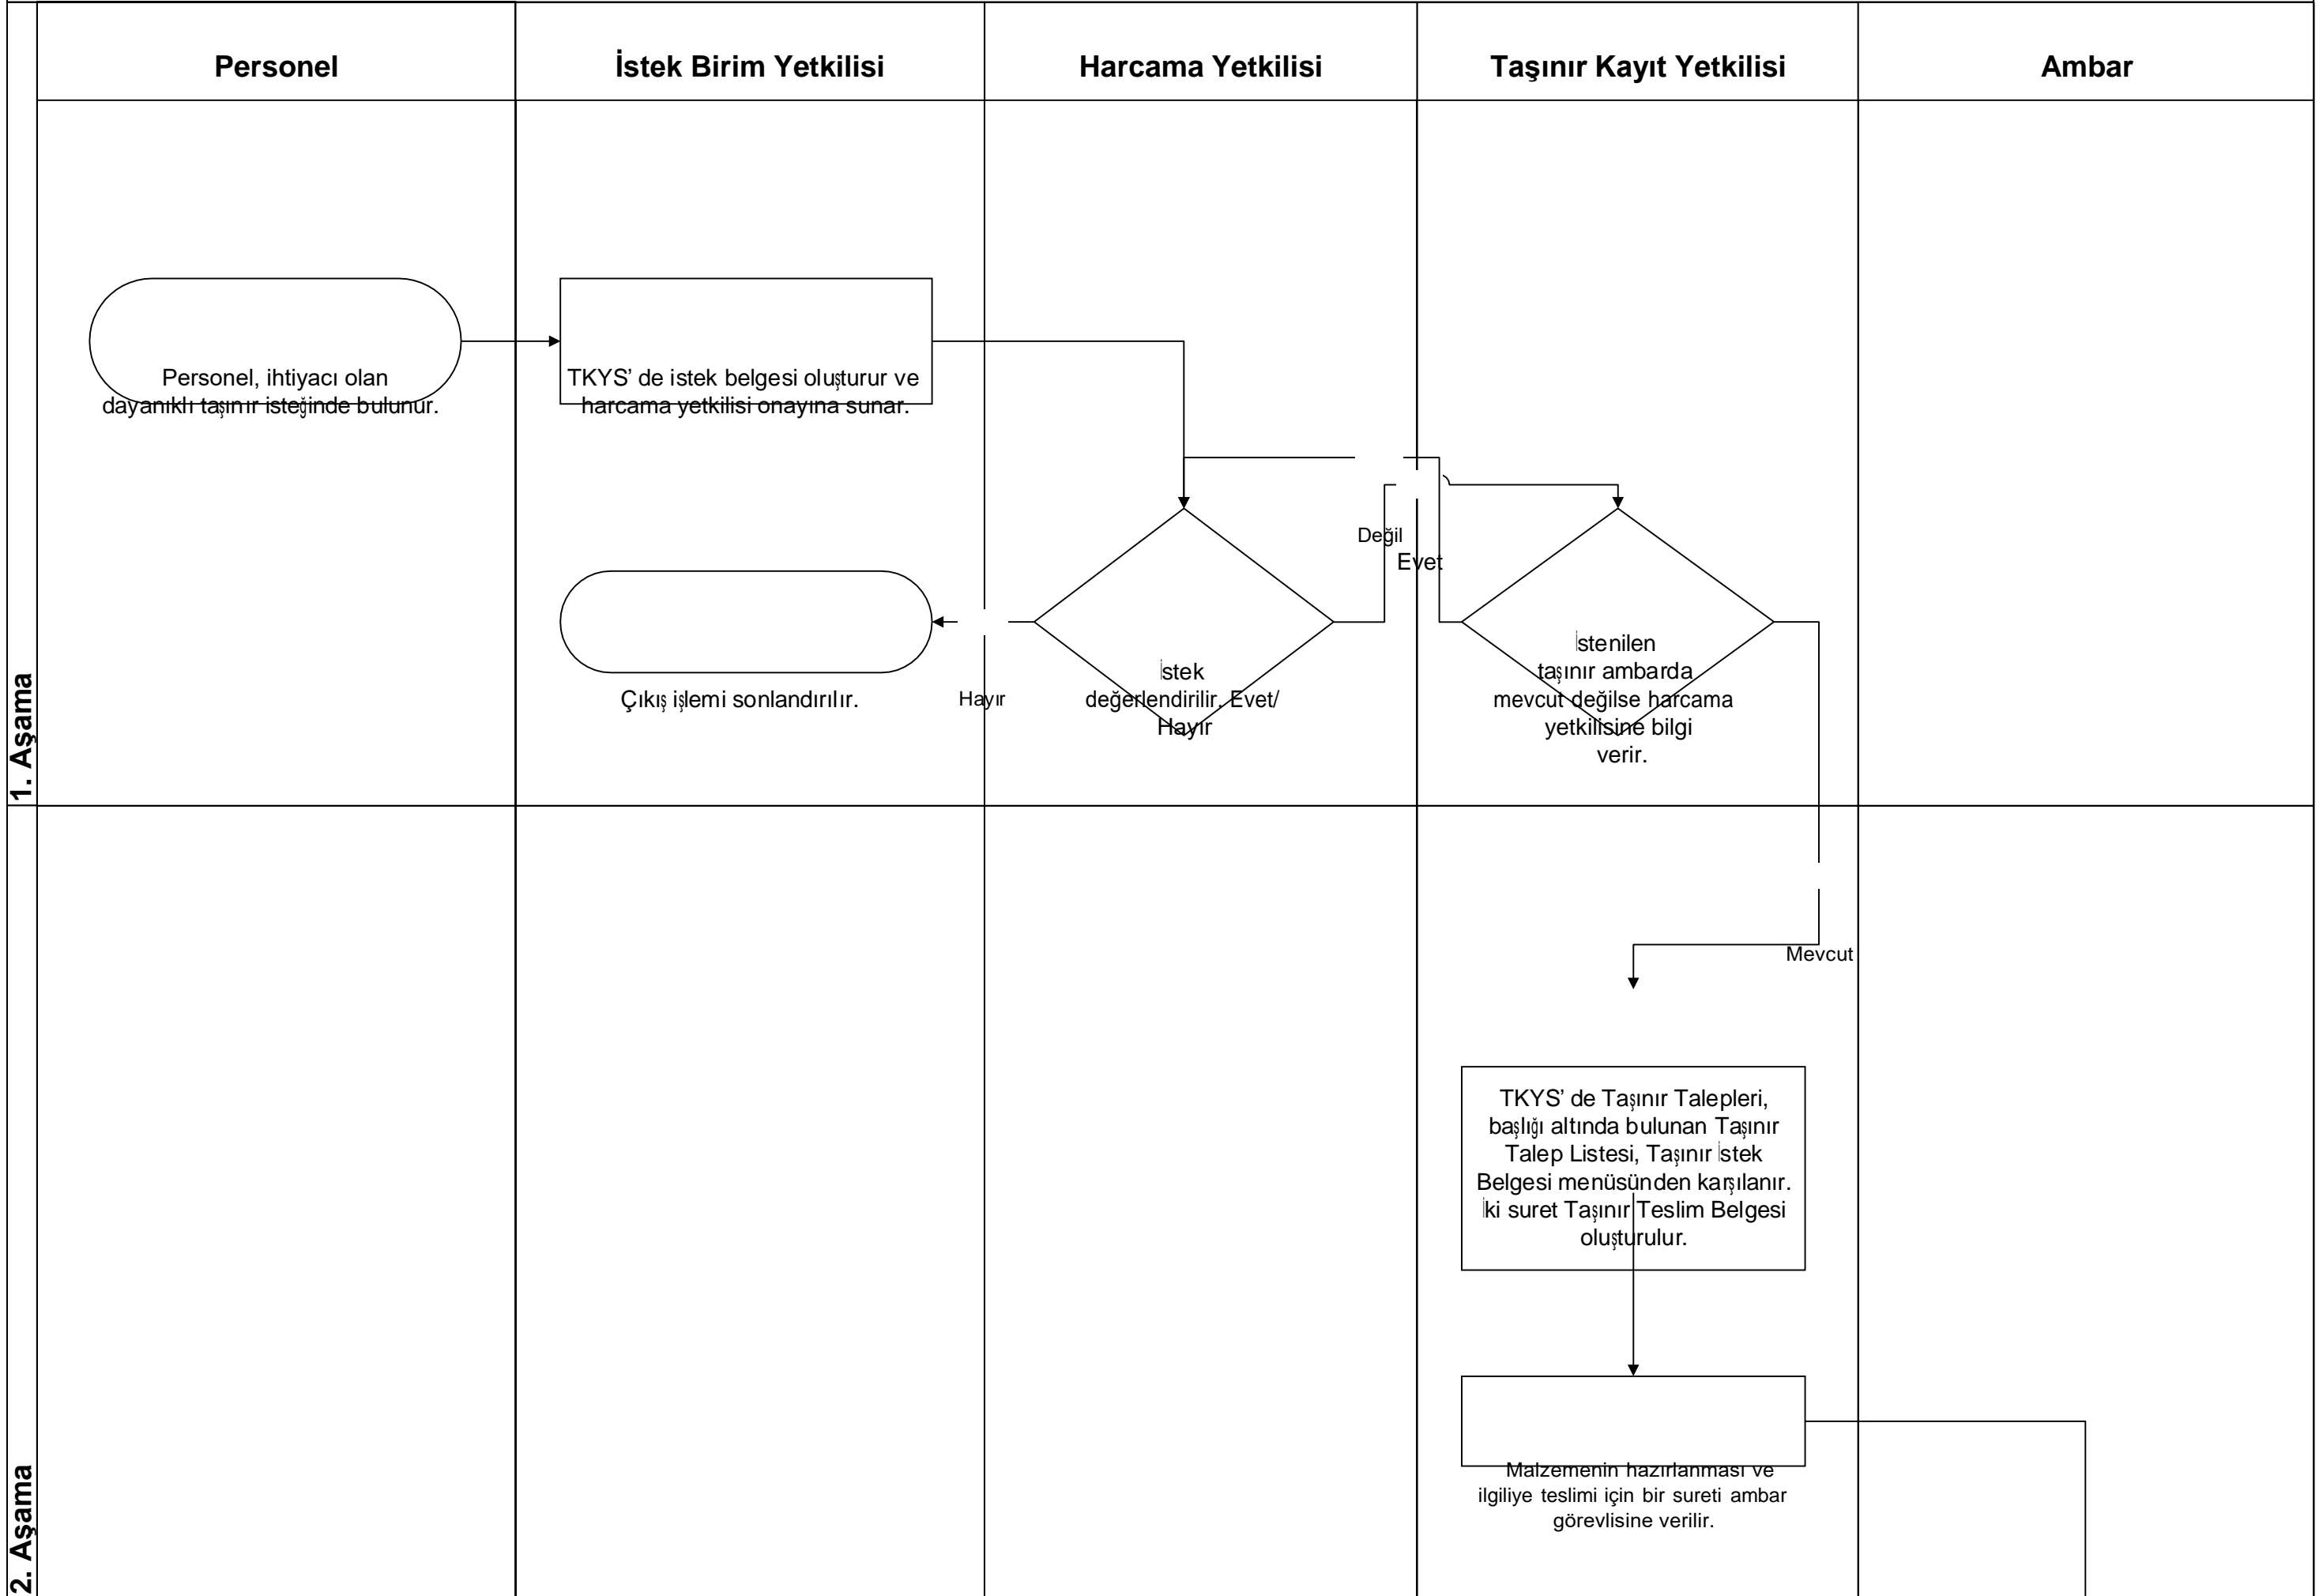 Personel
İstek Birim Yetkilisi
Harcama Yetkilisi
Taşınır Kayıt Yetkilisi
Ambar
1. Aşama
Personel, ihtiyacı olan
dayanıklı taşınır isteğinde bulunur.
TKYS’ de istek belgesi oluşturur ve
harcama yetkilisi onayına sunar.
Değil
Evet
Çıkış işlemi sonlandırılır.
Hayır
İstek
değerlendirilir. Evet/
Hayır
İstenilen
taşınır ambarda
mevcut değilse harcama
yetkilisine bilgi
verir.
2. Aşama
Mevcut
TKYS’ de Taşınır Talepleri,
başlığı altında bulunan Taşınır
Talep Listesi, Taşınır İstek
Belgesi menüsünden karşılanır.
İki suret Taşınır Teslim Belgesi
oluşturulur.
Malzemenin hazırlanması ve
ilgiliye teslimi için bir sureti ambar
görevlisine verilir.